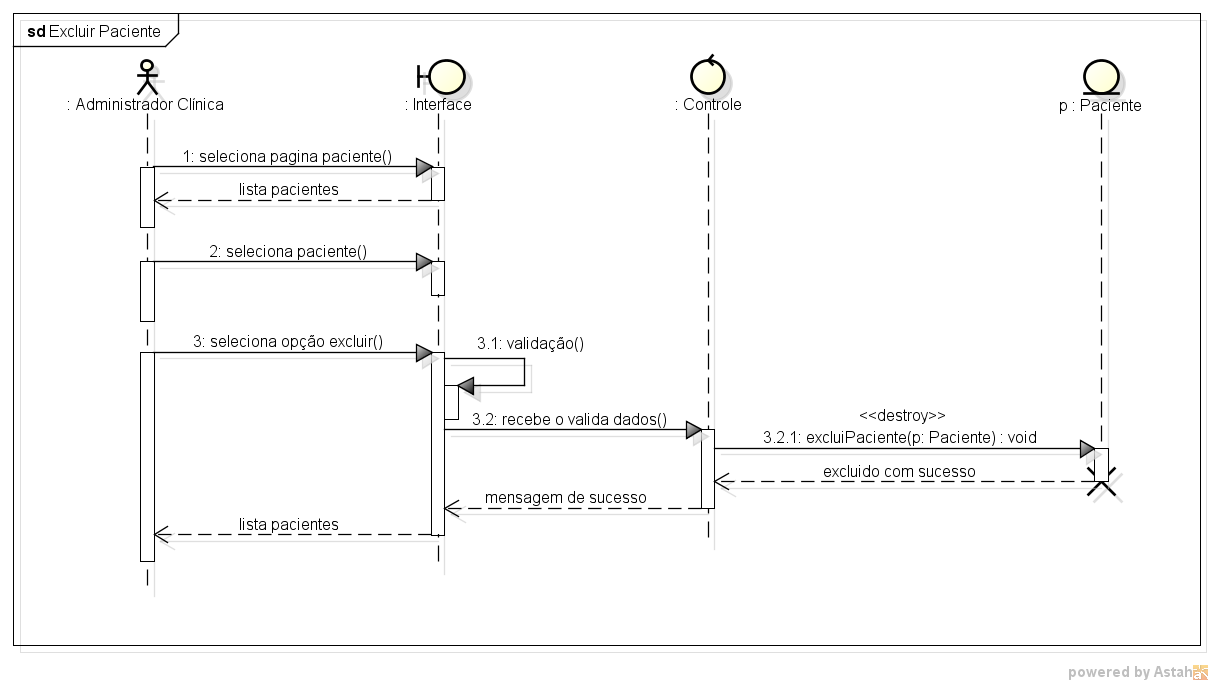 sd Excluir Paciente
: Administrador Clínica
: Interface
: Controle
p : Paciente
1: seleciona pagina paciente()
lista pacientes
2: seleciona paciente()
3: seleciona opção excluir()
3.1: validação()
3.2: recebe o valida dados()
<<destroy>>
3.2.1: excluiPaciente(p: Paciente) : void
excluido com sucesso
mensagem de sucesso
lista pacientes
powered by Astah